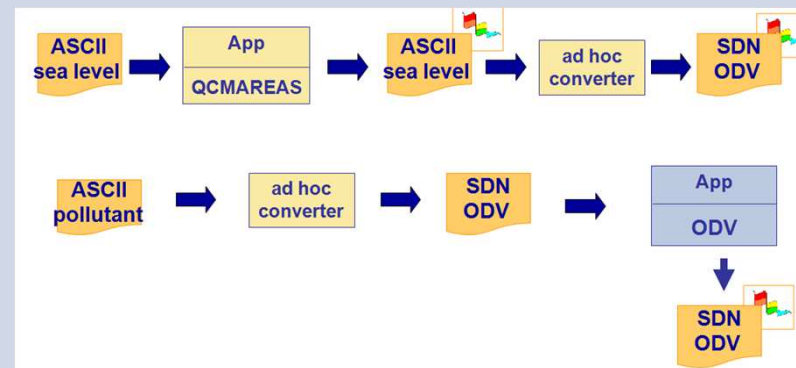 ASCII
sea level
App
QCMAREAS
ASCII
sea level
ad hoc
converter
SDN
ODV
ASCII
pollutant
ad hoc
converter
SDN
ODV
App
ODV
SDN
ODV